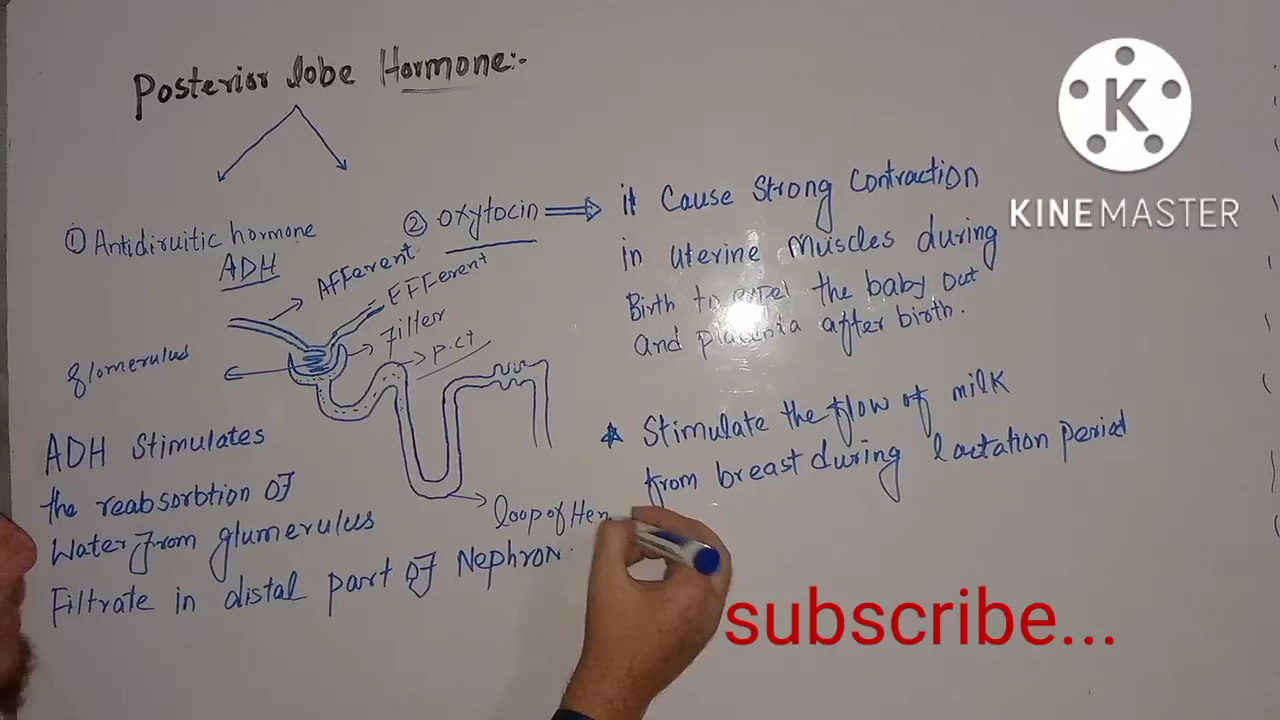 Posterior lobe Hormone:-
① Antidiruitic hormone
ADH
② Oxytocin
it Cause Strong Contraction
in uterine Muscles during
Birth to expel the baby out
and placenta after birth.
Afferent
Efferent
Filter
P.ct
glomerulus
ADH Stimulates
the reabsorbtion of
Water from glumerulus
Filtrate in distal part of Nephron.
Stimulate the flow of milk
from breast during lactation period
loop of Hen
K
KINEMASTER
subscribe...